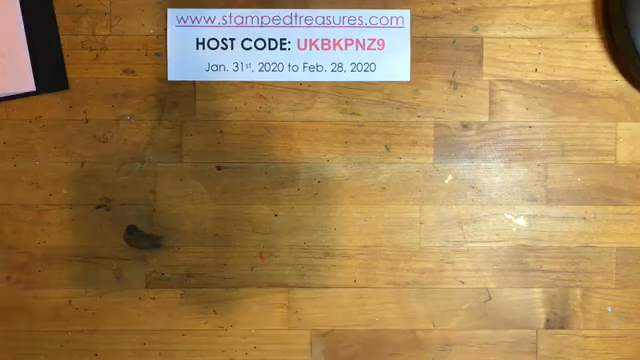 www.stampedtreasures.com
HOST CODE: UKBKPNZ9
Jan. 31st, 2020 to Feb. 28, 2020